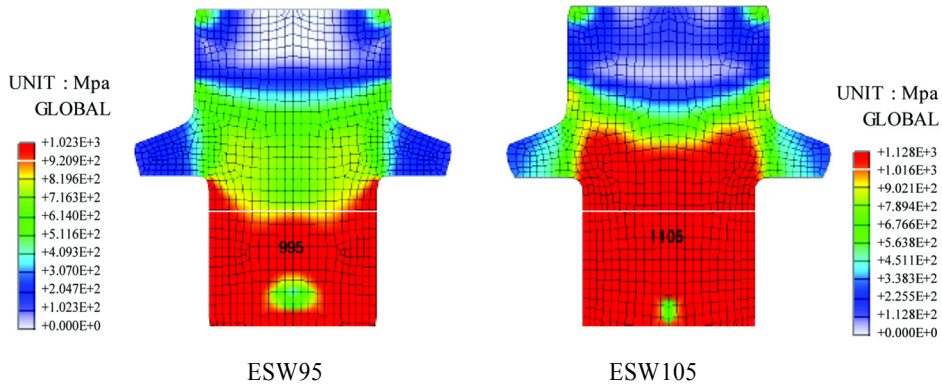 UNIT : Mpa
GLOBAL
+1.023E+3
+9.209E+2
+8.196E+2
+7.163E+2
+6.140E+2
+5.116E+2
+4.093E+2
+3.070E+2
+2.047E+2
+1.023E+2
+0.000E+0
995
ESW95
UNIT : Mpa
GLOBAL
+1.128E+3
+1.016E+3
+9.021E+2
+7.894E+2
+6.766E+2
+5.638E+2
+4.511E+2
+3.383E+2
+2.255E+2
+1.128E+2
+0.000E+0
1105
ESW105